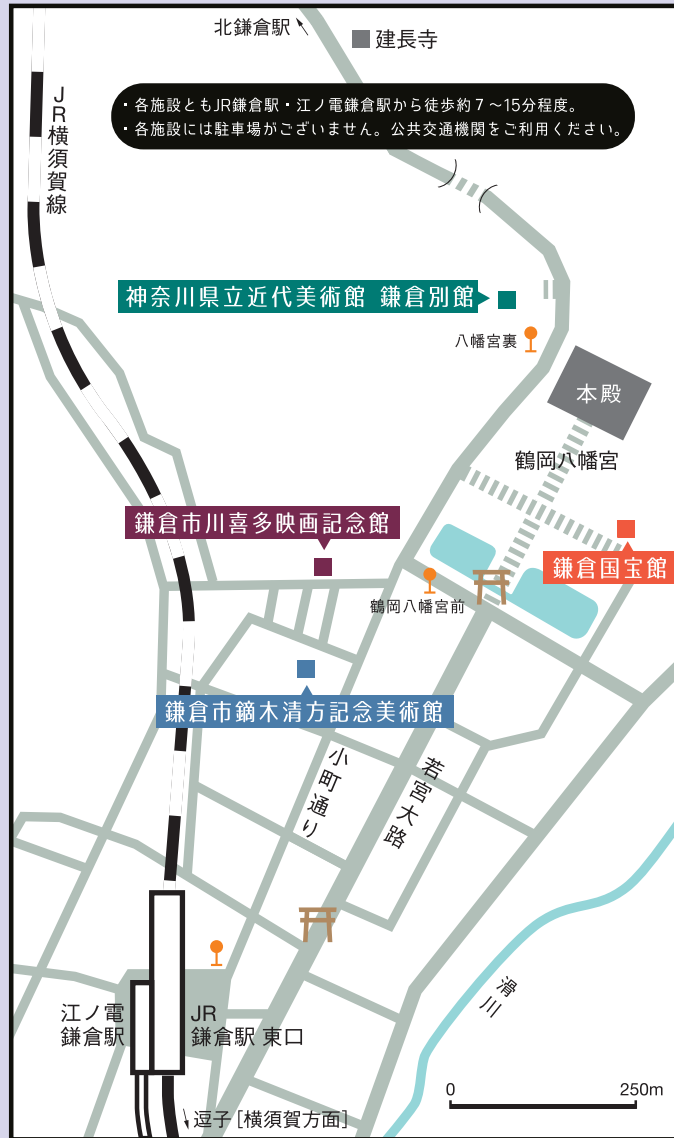 北鎌倉駅
建長寺
・各施設ともJR鎌倉駅・江ノ電鎌倉駅から徒歩約7～15分程度。
・各施設には駐車場がございません。公共交通機関をご利用ください。
JR横須賀線
神奈川県立近代美術館 鎌倉別館
八幡宮裏
本殿
鶴岡八幡宮
鎌倉市川喜多映画記念館
鎌倉国宝館
鶴岡八幡宮前
鎌倉市鏑木清方記念美術館
小町通り
若宮大路
滑川
江ノ電
鎌倉駅
JR
鎌倉駅 東口
0 250m
逗子［横須賀方面］